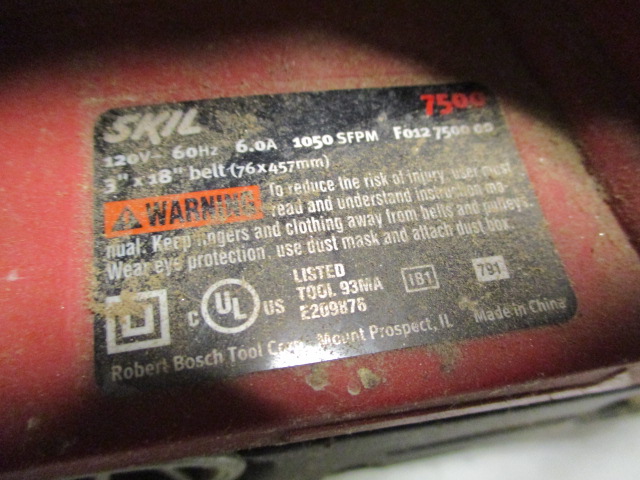 SKIL 7500
120V~ 60Hz 6.0A 1050 SFPM F012 7500 00
3" x 18" belt (76x457mm)
WARNING To reduce the risk of injury, user must
read and understand instruction ma-
nual. Keep fingers and clothing away from belts and pulleys.
Wear eye protection, use dust mask and attach dust box.
LISTED
C UL US TOOL 93MA 181 791
E209876
Robert Bosch Tool Corp. Mount Prospect, IL Made in China